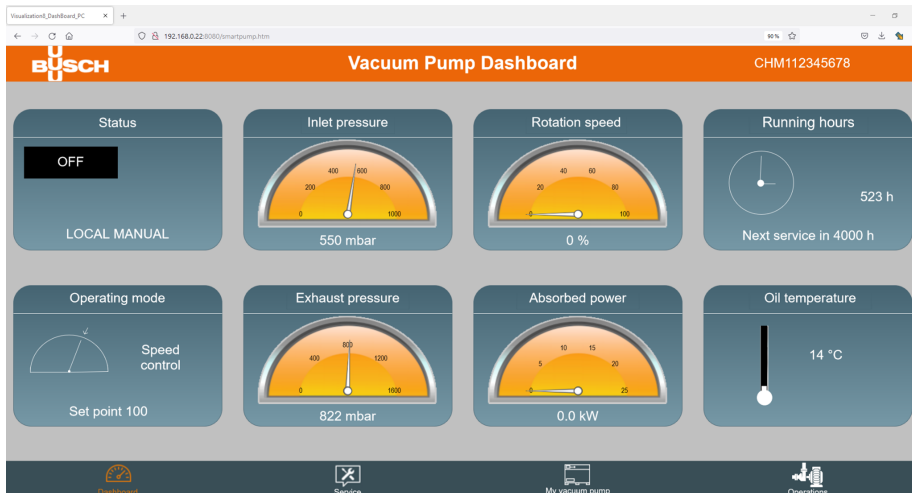 Visualization8_DashBoard_PC
192.168.0.22:8080/smartpump.htm
90%
BUSCH
Vacuum Pump Dashboard
CHM112345678
Status
OFF
LOCAL MANUAL
Inlet pressure
0 200 400 600 800 1000
550 mbar
Rotation speed
0 20 40 60 80 100
0 %
Running hours
523 h
Next service in 4000 h
Operating mode
Speed
control
Set point 100
Exhaust pressure
0 400 800 1200 1600
822 mbar
Absorbed power
0 5 10 15 20 25
0.0 kW
Oil temperature
14 °C
Dashboard
Service
My vacuum pump
Operations